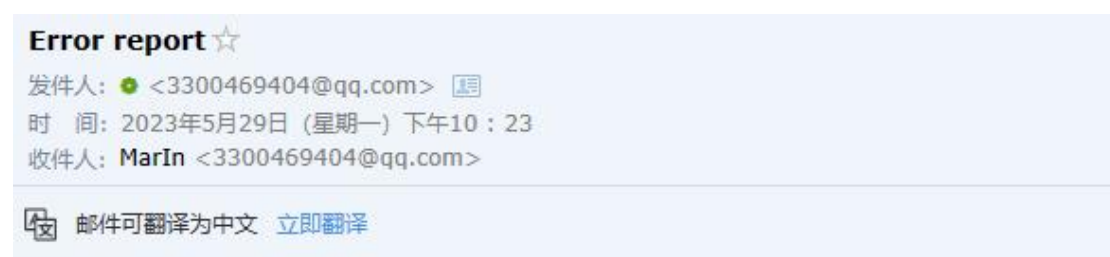 Error report
发件人: <3300469404@qq.com>
时 间: 2023年5月29日 (星期一) 下午10：23
收件人: MarIn <3300469404@qq.com>
邮件可翻译为中文 立即翻译